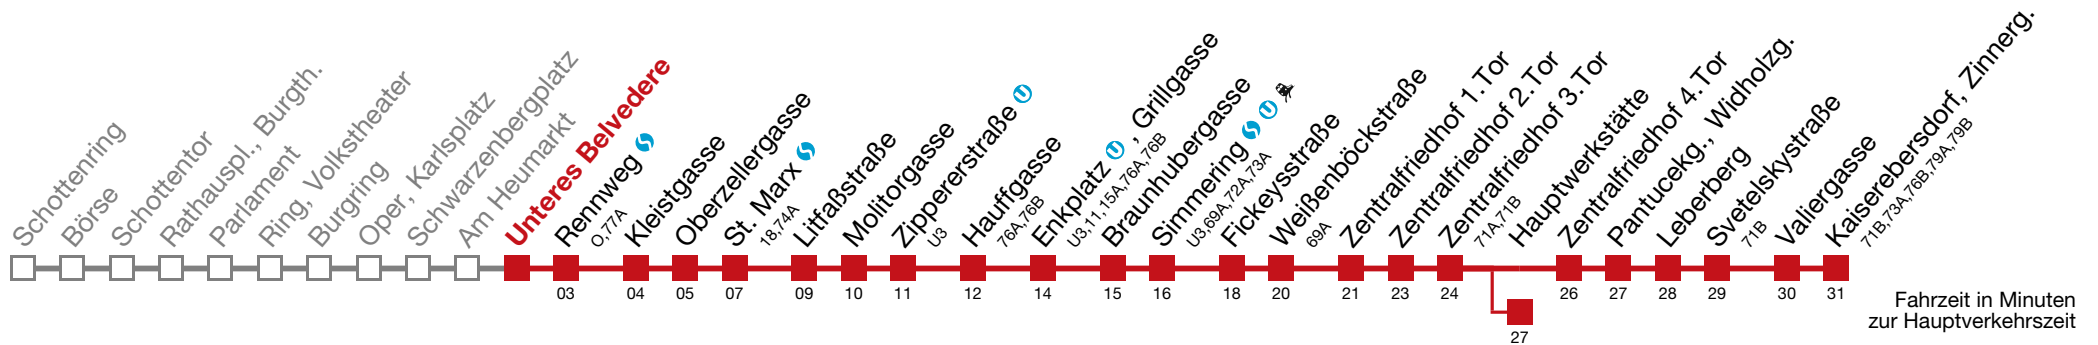 Schottenring
Börse
Schottentor
Rathauspl., Burgth.
Parlament
Ring, Volkstheater
Burgring
Oper, Karlsplatz
Schwarzenbergplatz
Am Heumarkt
Unteres Belvedere
Rennweg
O,77A
03
Kleistgasse
04
Oberzellergasse
05
St. Marx
18,74A
07
Litfaßstraße
09
Molitorgasse
10
Zippererstraße U
U3
11
Hauffgasse
76A,76B
12
Enkplatz U , Grillgasse
U3,11,15A,76A,76B
14
Braunhubergasse
15
Simmering U
U3,69A,72A,73A
16
Fickeysstraße
18
Weißenböckstraße
69A
20
Zentralfriedhof 1.Tor
21
Zentralfriedhof 2.Tor
23
Zentralfriedhof 3.Tor
71A,71B
24
Hauptwerkstätte
27
Zentralfriedhof 4.Tor
26
Pantucekg., Widholzg.
27
Leberberg
28
Svetelskystraße
71B
29
Valiergasse
30
Kaiserebersdorf, Zinnerg.
71B,73A,76B,79A,79B
31
Fahrzeit in Minuten
zur Hauptverkehrszeit